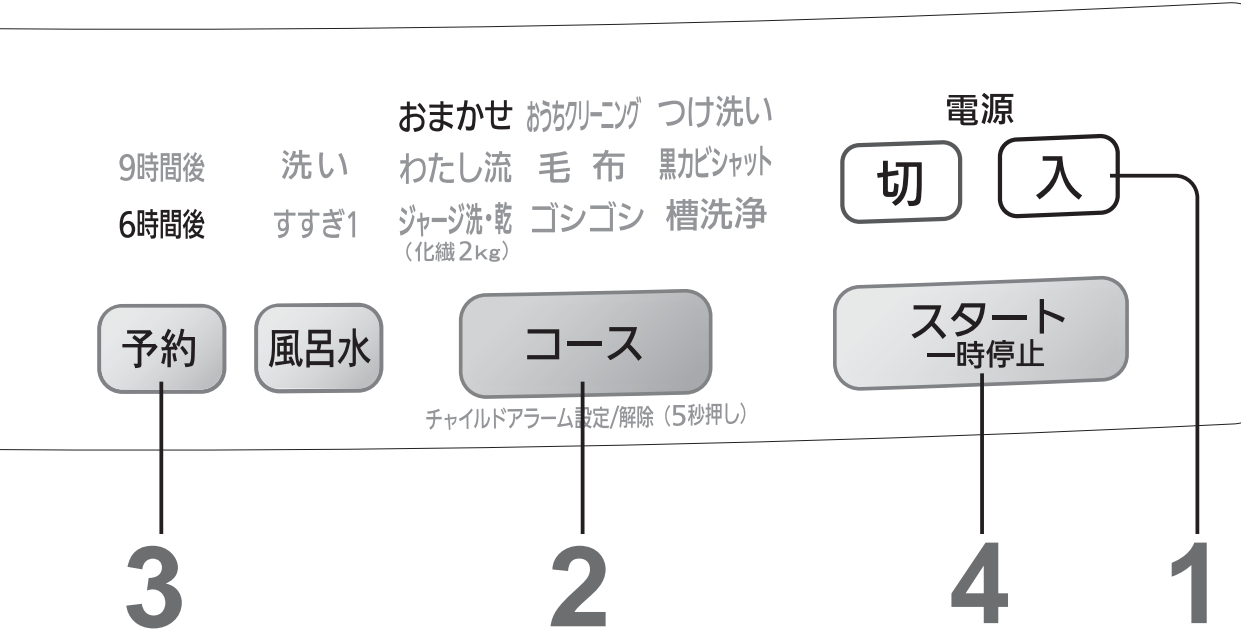 電源
切 入
おまかせ おうちクリーニング つけ洗い
9時間後 洗い わたし流 毛布 黒カビシャット
6時間後 すすぎ1 ジャージ洗・乾 ゴシゴシ 槽洗浄
（化繊2kg）
予約 風呂水 コース スタート
一時停止
チャイルドアラーム設定/解除（5秒押し）
3 2 4 1